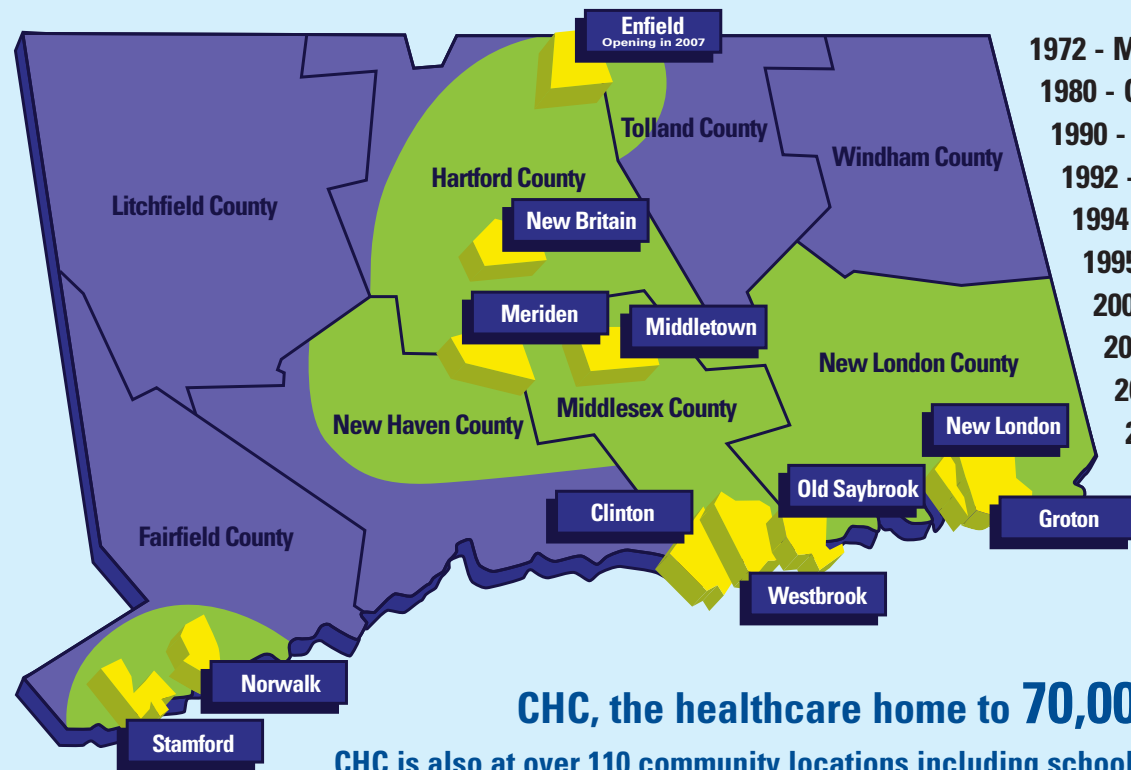 Enfield
Opening in 2007
1972 -
1980 -
1990 -
1992 -
1994
1995
Tolland County
Windham County
Litchfield County
Hartford County
New Britain
Meriden
Middletown
New London County
New Haven County
Middlesex County
New London
Old Saybrook
Clinton
Groton
Fairfield County
Westbrook
Norwalk
Stamford
CHC, the healthcare home to
CHC is also at over 110 community locations including